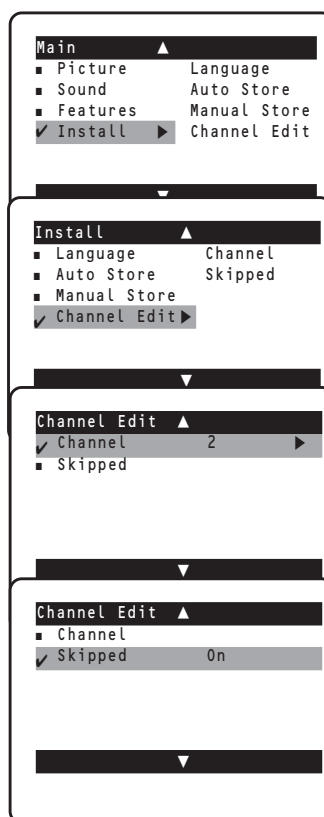 Main
Picture Language
Sound Auto Store
Features Manual Store
Install Channel Edit
Install
Language Channel
Auto Store Skipped
Manual Store
Channel Edit
Channel Edit
Channel 2
Skipped
Channel Edit
Channel
Skipped On